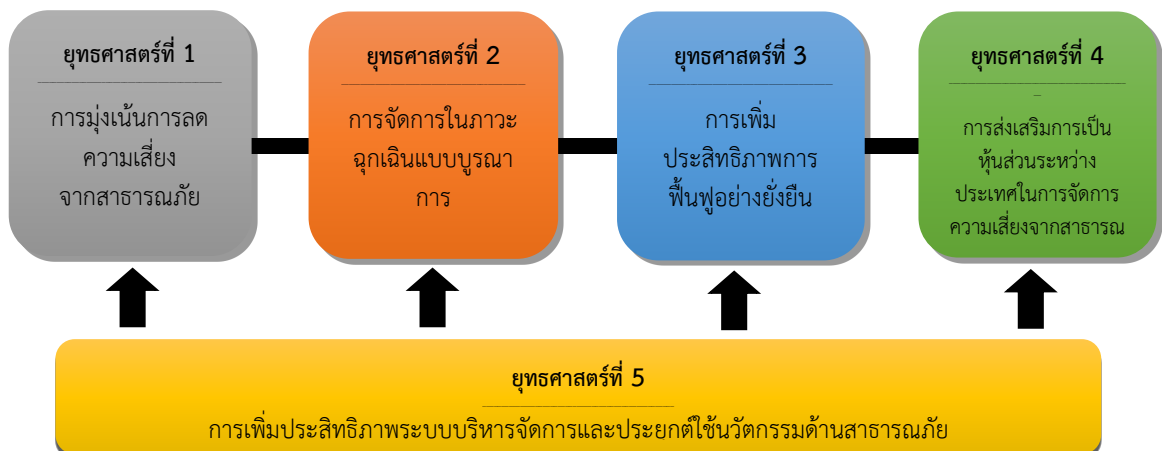 ยุทธศาสตร์ที่ 1
การมุ่งเน้นการลด
ความเสี่ยง
จากสาธารณภัย
ยุทธศาสตร์ที่ 2
การจัดการในภาวะ
ฉุกเฉินแบบบูรณา
การ
ยุทธศาสตร์ที่ 3
การเพิ่ม
ประสิทธิภาพการ
ฟื้นฟูอย่างยั่งยืน
ยุทธศาสตร์ที่ 4
การส่งเสริมการเป็น
หุ้นส่วนระหว่าง
ประเทศในการจัดการ
ความเสี่ยงจากสาธารณ
ยุทธศาสตร์ที่ 5
การเพิ่มประสิทธิภาพระบบบริหารจัดการและประยุกต์ใช้นวัตกรรมด้านสาธารณภัย